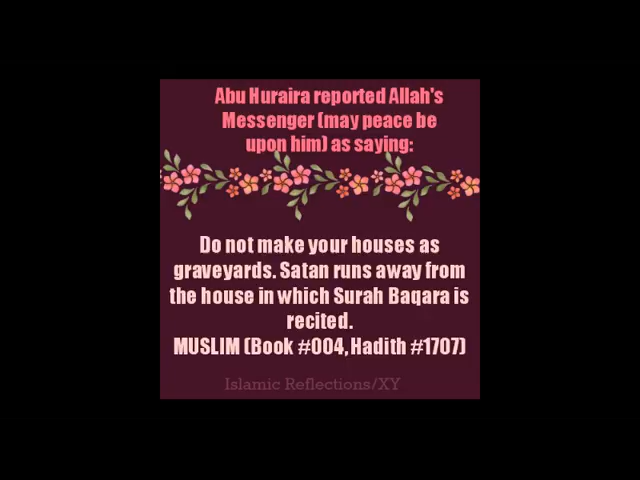 Abu Huraira reported Allah's
Messenger (may peace be
upon him) as saying:
Do not make your houses as
graveyards. Satan runs away from
the house in which Surah Baqara is
recited.
MUSLIM (Book #004, Hadith #1707)
Islamic Reflections/XY